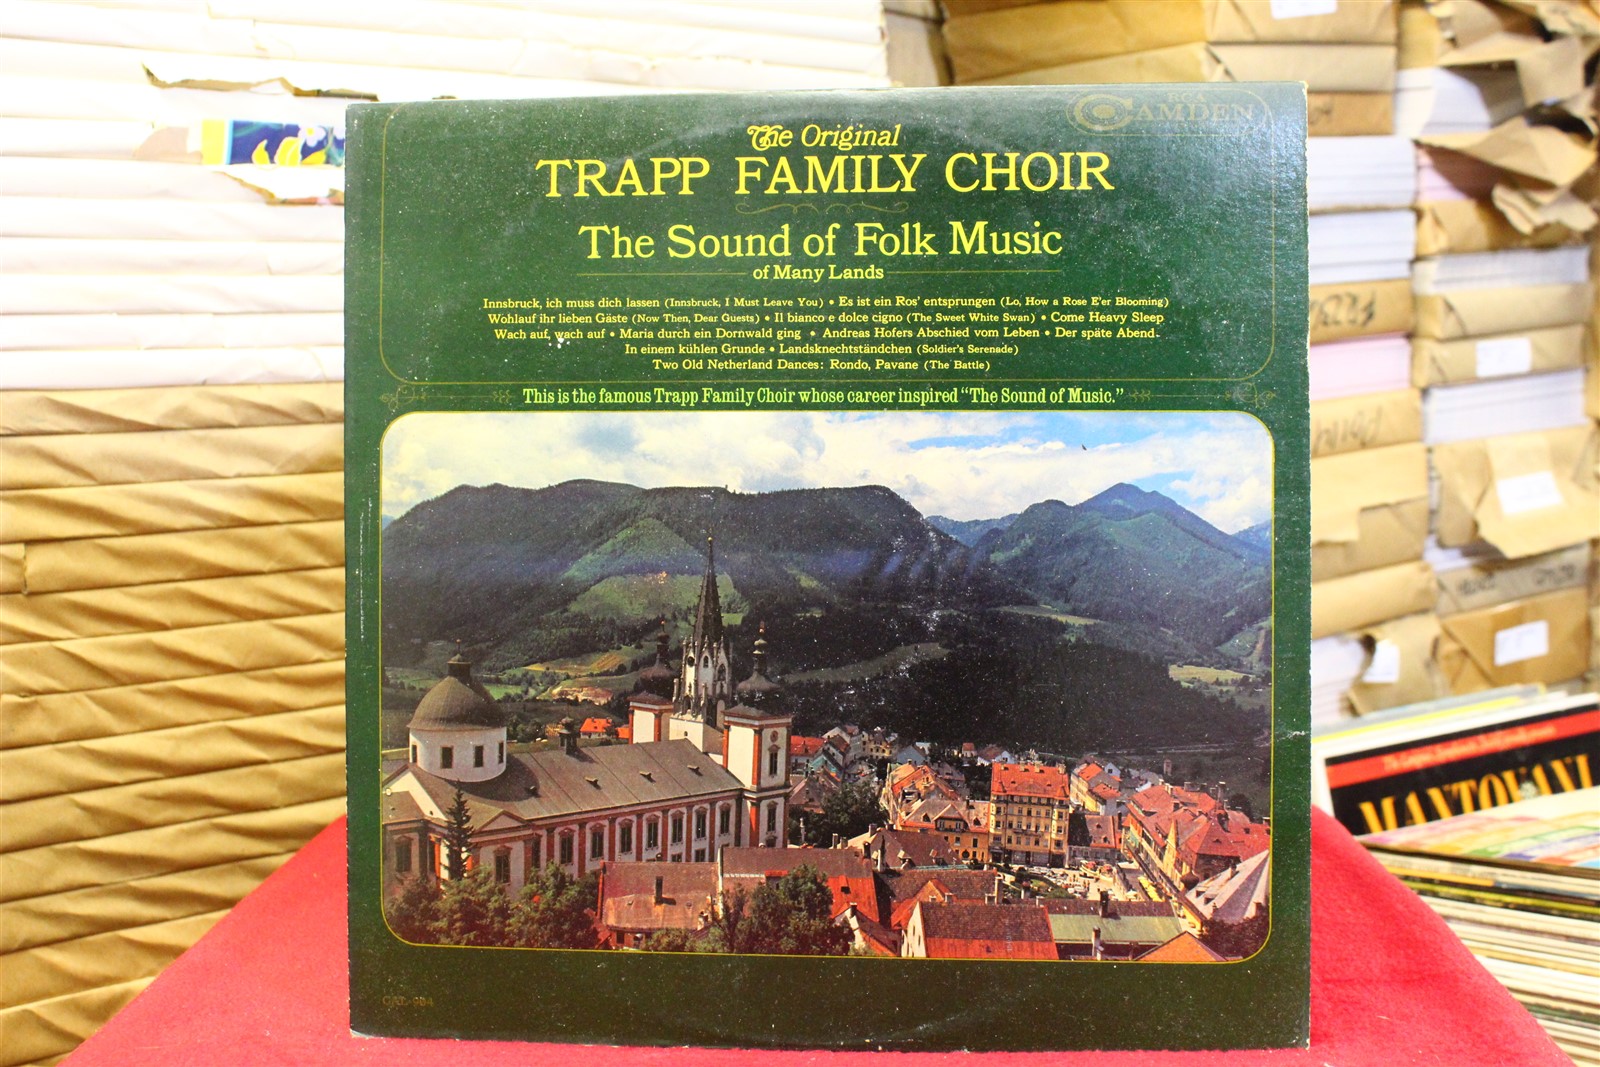 RCA
CAMDEN
The Original
TRAPP FAMILY CHOIR
The Sound of Folk Music
of Many Lands
Innsbruck, ich muss dich lassen (Innsbruck, I Must Leave You) • Es ist ein Ros' entsprungen (Lo, How a Rose E'er Blooming)
Wohlauf ihr lieben Gäste (Now Then, Dear Guests) • Il bianco e dolce cigno (The Sweet White Swan) • Come Heavy Sleep
Wach auf, wach auf • Maria durch ein Dornwald ging • Andreas Hofers Abschied vom Leben • Der späte Abend
In einem kühlen Grunde • Landsknechtständchen (Soldier's Serenade)
Two Old Netherland Dances: Rondo, Pavane (The Battle)
This is the famous Trapp Family Choir whose career inspired "The Sound of Music."
CAL-964
MANTOVANI